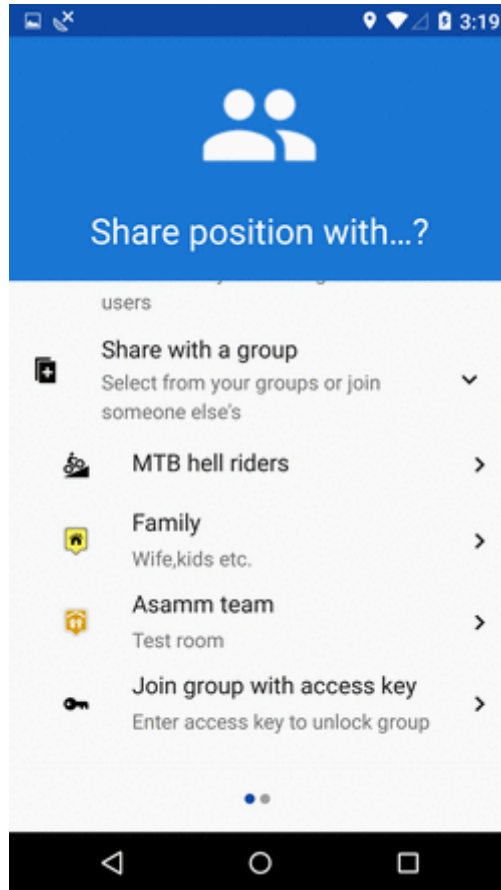 3:19
Share position with...?
users
Share with a group
Select from your groups or join
someone else's
MTB hell riders
Family
Wife,kids etc.
Asamm team
Test room
Join group with access key
Enter access key to unlock group